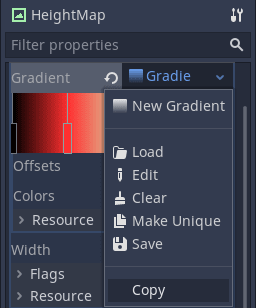 HeightMap
Filter properties
Gradient
Gradie
New Gradient
Load
Offsets
Edit
Colors
Clear
Resource
Make Unique
Save
Width
Flags
Copy
Resource